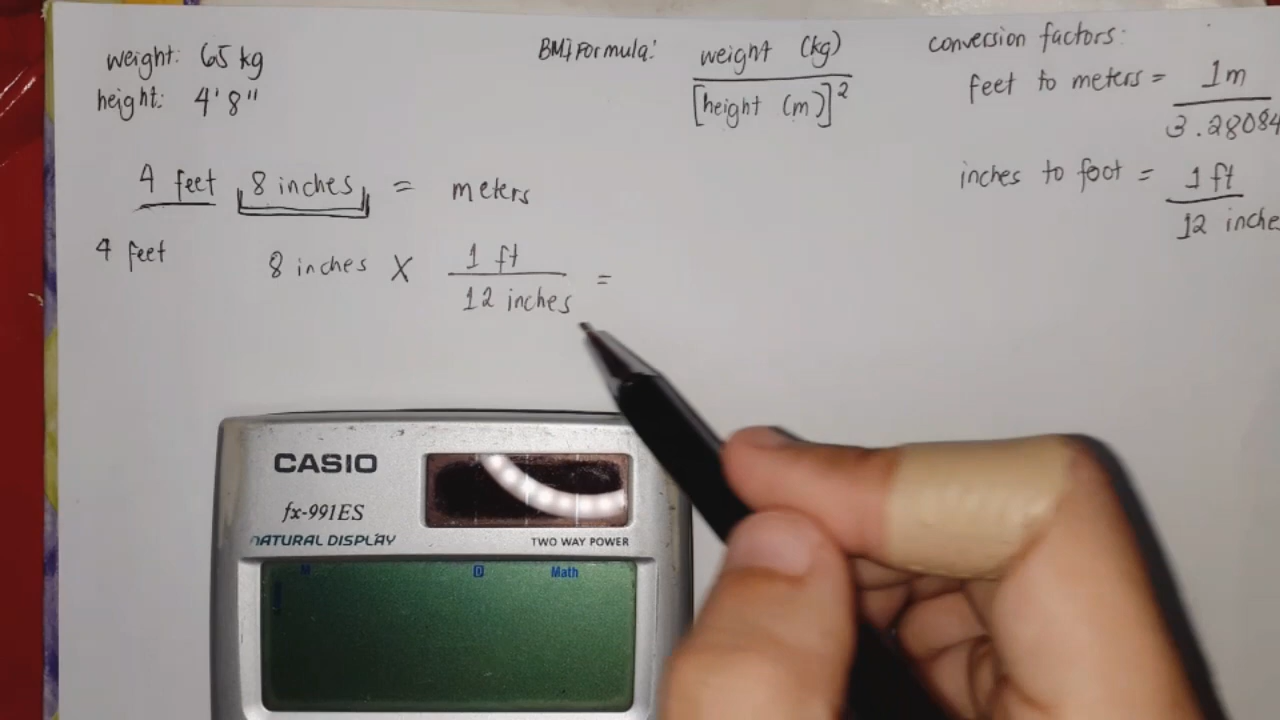 weight: 65 kg
height: 4'8"
BMI Formula: weight (kg)
[height (m)]²
conversion factors:
feet to meters = 1m
3.28084
inches to foot = 1 ft
12 inche
4 feet 8 inches = meters
4 feet 8 inches X 1 ft
12 inches =
CASIO
fx-991ES
NATURAL DISPLAY
TWO WAY POWER
M D Math